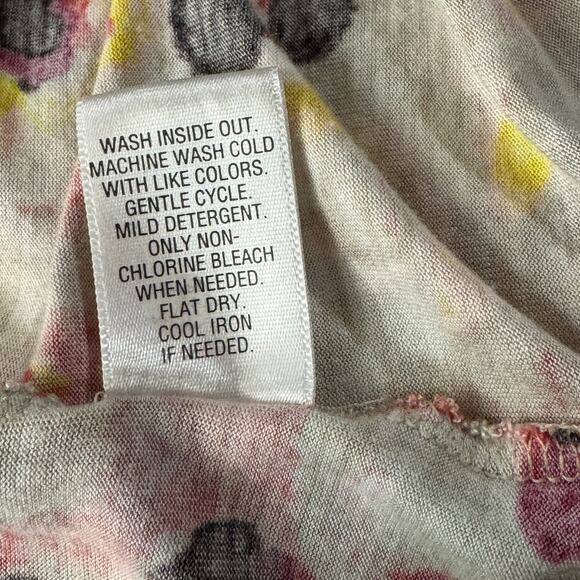 WASH INSIDE OUT.
MACHINE WASH COLD
WITH LIKE COLORS.
GENTLE CYCLE.
MILD DETERGENT.
ONLY NON-
CHLORINE BLEACH
WHEN NEEDED.
FLAT DRY.
COOL IRON
IF NEEDED.